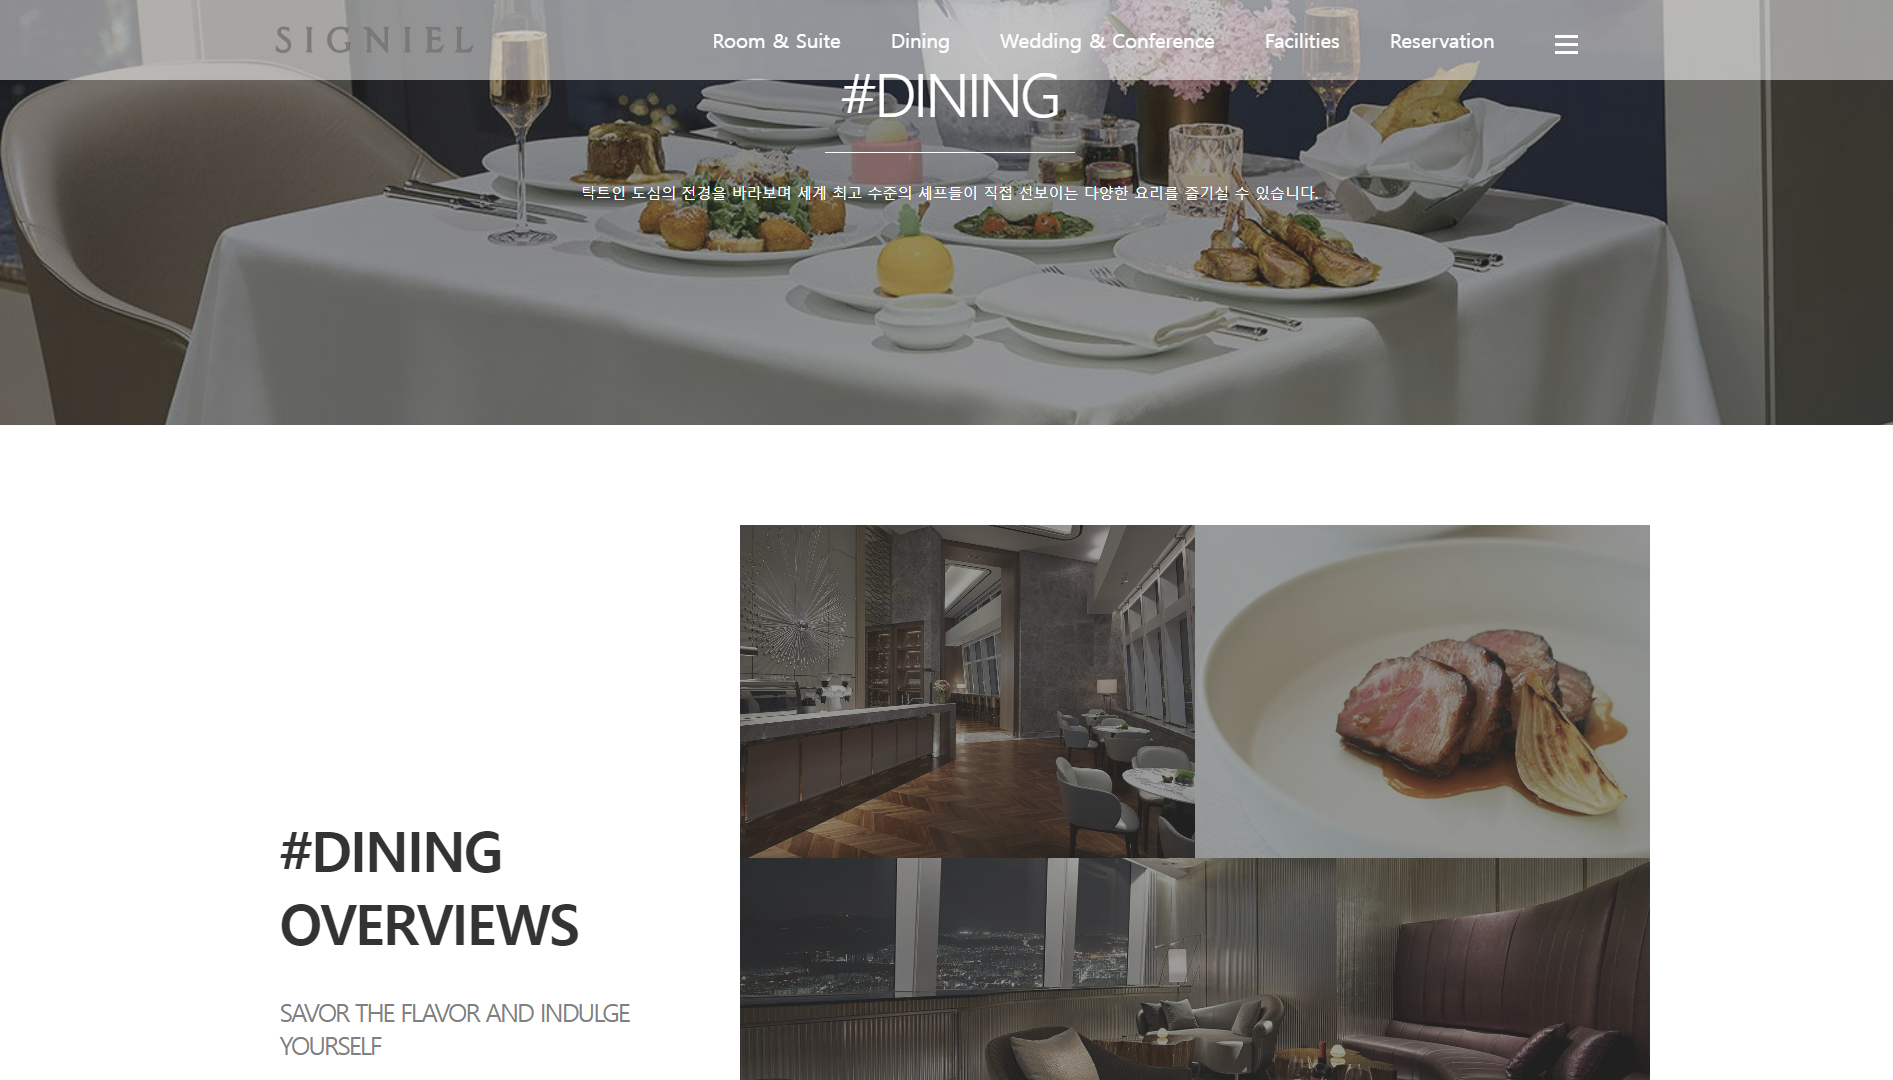 SIGNIEL
Room & Suite
Dining
Wedding & Conference
Facilities
Reservation
#DINING
탁트인 도심의 전경을 바라보며 세계 최고 수준의 셰프들이 직접 선보이는 다양한 요리를 즐기실 수 있습니다.
#DINING
OVERVIEWS
SAVOR THE FLAVOR AND INDULGE
YOURSELF